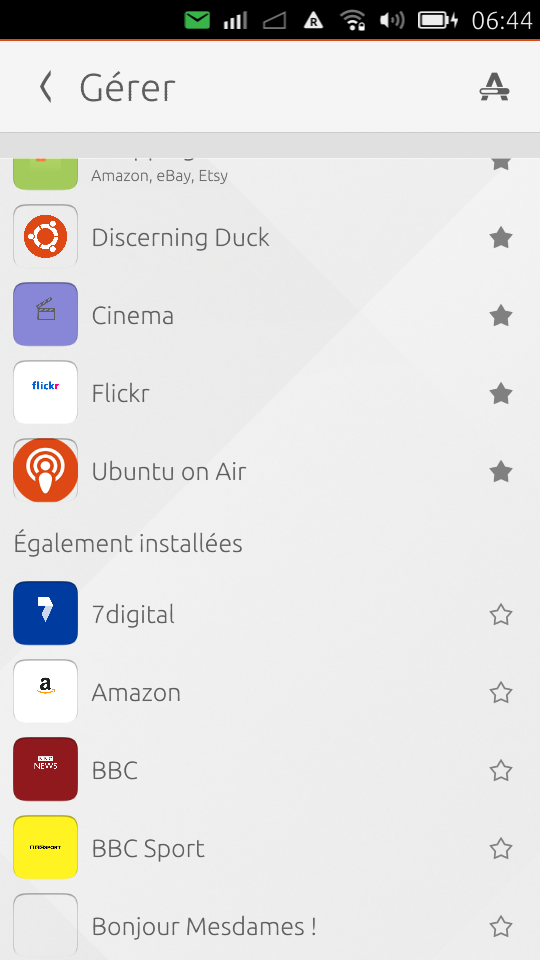 06:44
Gérer
Amazon, eBay, Etsy
Discerning Duck
Cinema
flickr
Flickr
Ubuntu on Air
Également installées
7digital
a
Amazon
BBC
NEWS
BBC
BBC Sport
Bonjour Mesdames !